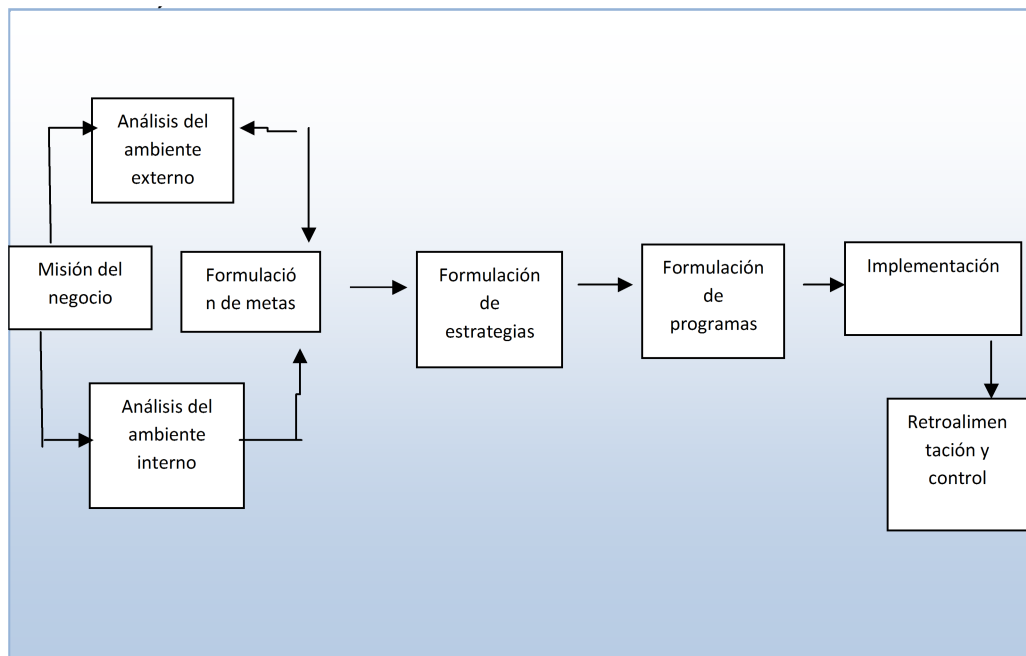 Análisis del
ambiente
externo
Misión del
negocio
Formulació
n de metas
Formulación
de
estrategias
Formulación
de
programas
Implementación
Análisis del
ambiente
interno
Retroalimen
tación y
control